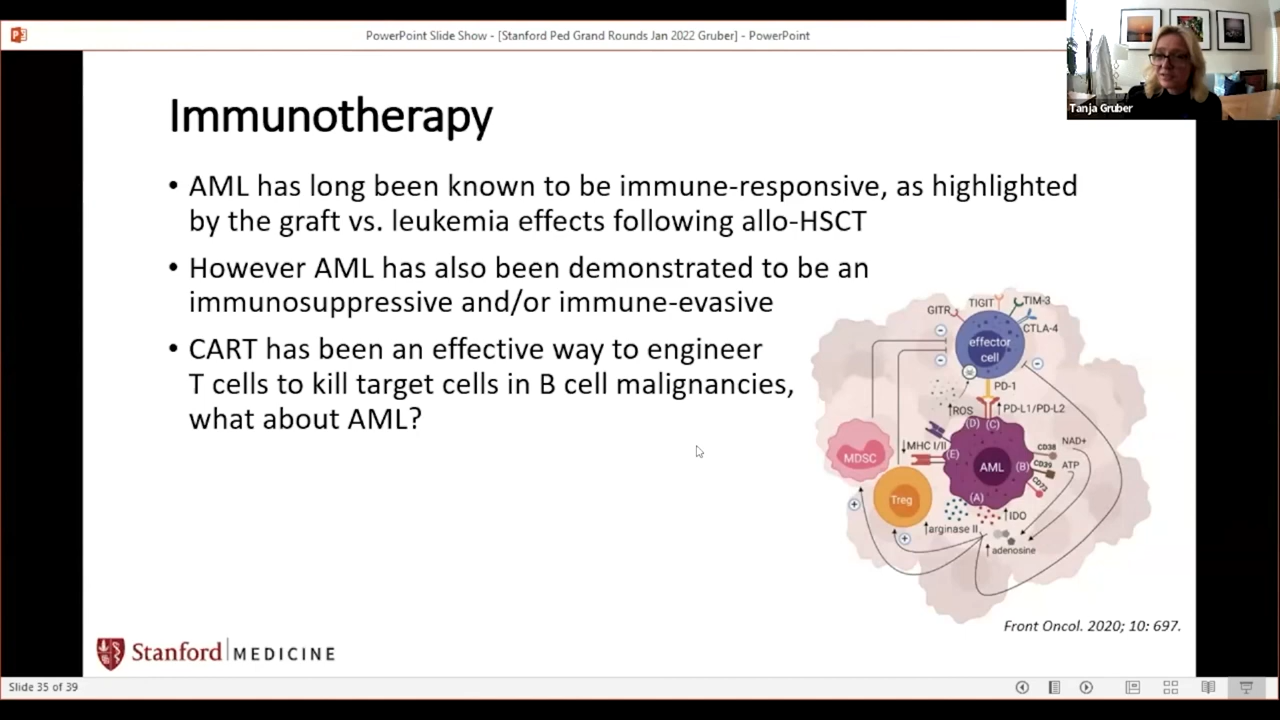 PowerPoint Slide Show - [Stanford Ped Grand Rounds Jan 2022 Gruber] - PowerPoint
Tanja Gruber
Immunotherapy
• AML has long been known to be immune-responsive, as highlighted
by the graft vs. leukemia effects following allo-HSCT
• However AML has also been demonstrated to be an
immunosuppressive and/or immune-evasive
• CART has been an effective way to engineer
T cells to kill target cells in B cell malignancies,
what about AML?
GITR
TIGIT
TIM-3
CTLA-4
effector
cell
PD-1
↑ROS
↑PD-L1/PD-L2
(D) (C)
↓MHC I/II
(E)
MDSC
AML
(B)
CD38
NAD+
CD39
ATP
CD73
Treg
(A)
↑IDO
↑arginase II
↑adenosine
Front Oncol. 2020; 10: 697.
Stanford MEDICINE
Slide 35 of 39